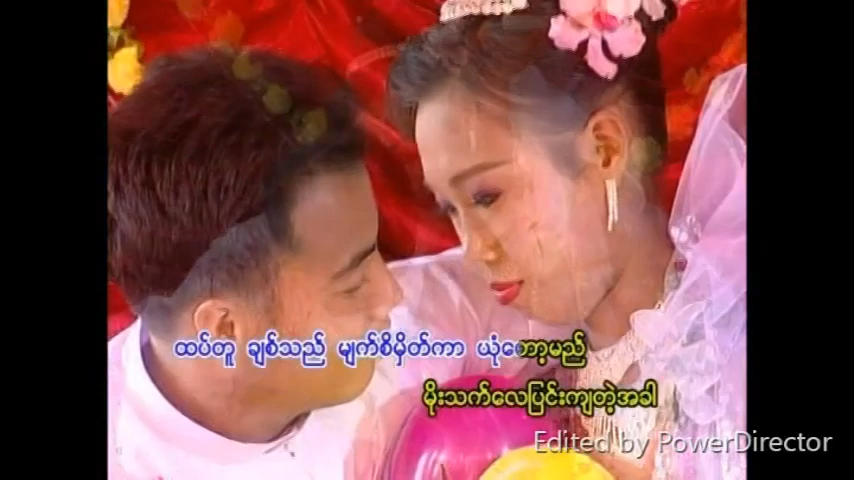 ထပ်တူ ချစ်သည် မျက်စိမှိတ်ကာ ယုံတော့မည်
မိုးသက်လေပြင်းကျတဲ့အခါ
Edited by PowerDirector